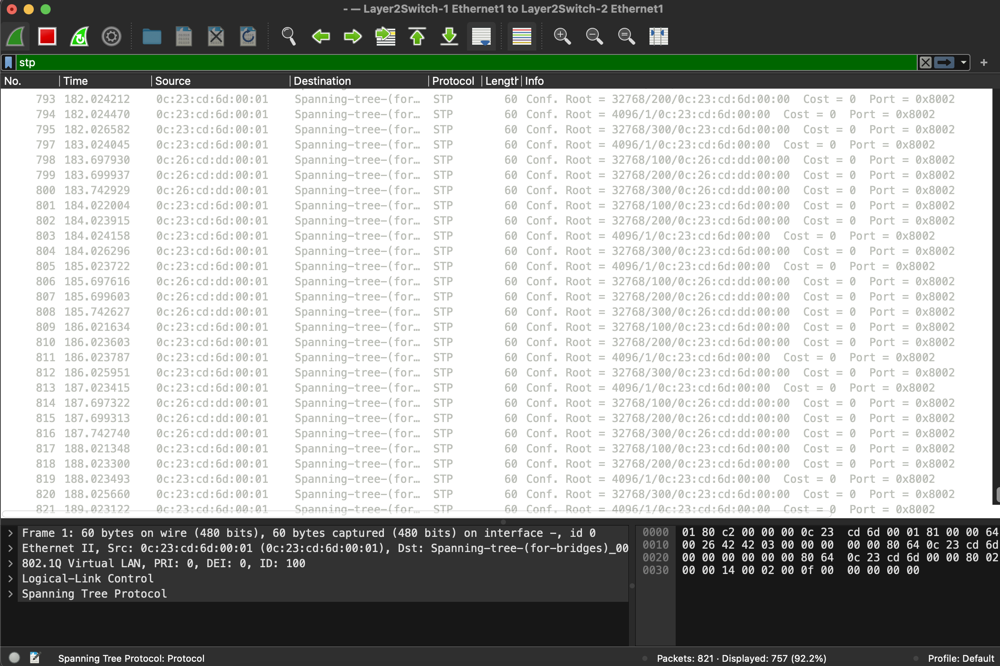 - — Layer2Switch-1 Ethernet1 to Layer2Switch-2 Ethernet1
stp
No. Time Source Destination Protocol Length Info
793 182.024212 0c:23:cd:6d:00:01 Spanning-tree-(for… STP 60 Conf. Root = 32768/200/0c:23:cd:6d:00:00 Cost = 0 Port = 0x8002
794 182.024470 0c:23:cd:6d:00:01 Spanning-tree-(for… STP 60 Conf. Root = 4096/1/0c:23:cd:6d:00:00 Cost = 0 Port = 0x8002
795 182.026582 0c:23:cd:6d:00:01 Spanning-tree-(for… STP 60 Conf. Root = 32768/300/0c:23:cd:6d:00:00 Cost = 0 Port = 0x8002
797 183.024045 0c:23:cd:6d:00:01 Spanning-tree-(for… STP 60 Conf. Root = 4096/1/0c:23:cd:6d:00:00 Cost = 0 Port = 0x8002
798 183.697930 0c:26:cd:dd:00:01 Spanning-tree-(for… STP 60 Conf. Root = 32768/100/0c:26:cd:dd:00:00 Cost = 0 Port = 0x8002
799 183.699937 0c:26:cd:dd:00:01 Spanning-tree-(for… STP 60 Conf. Root = 32768/200/0c:26:cd:dd:00:00 Cost = 0 Port = 0x8002
800 183.742929 0c:26:cd:dd:00:01 Spanning-tree-(for… STP 60 Conf. Root = 32768/300/0c:26:cd:dd:00:00 Cost = 0 Port = 0x8002
801 184.022004 0c:23:cd:6d:00:01 Spanning-tree-(for… STP 60 Conf. Root = 32768/100/0c:23:cd:6d:00:00 Cost = 0 Port = 0x8002
802 184.023915 0c:23:cd:6d:00:01 Spanning-tree-(for… STP 60 Conf. Root = 32768/200/0c:23:cd:6d:00:00 Cost = 0 Port = 0x8002
803 184.024158 0c:23:cd:6d:00:01 Spanning-tree-(for… STP 60 Conf. Root = 4096/1/0c:23:cd:6d:00:00 Cost = 0 Port = 0x8002
804 184.026296 0c:23:cd:6d:00:01 Spanning-tree-(for… STP 60 Conf. Root = 32768/300/0c:23:cd:6d:00:00 Cost = 0 Port = 0x8002
805 185.023722 0c:23:cd:6d:00:01 Spanning-tree-(for… STP 60 Conf. Root = 4096/1/0c:23:cd:6d:00:00 Cost = 0 Port = 0x8002
806 185.697616 0c:26:cd:dd:00:01 Spanning-tree-(for… STP 60 Conf. Root = 32768/100/0c:26:cd:dd:00:00 Cost = 0 Port = 0x8002
807 185.699603 0c:26:cd:dd:00:01 Spanning-tree-(for… STP 60 Conf. Root = 32768/200/0c:26:cd:dd:00:00 Cost = 0 Port = 0x8002
808 185.742627 0c:26:cd:dd:00:01 Spanning-tree-(for… STP 60 Conf. Root = 32768/300/0c:26:cd:dd:00:00 Cost = 0 Port = 0x8002
809 186.021634 0c:23:cd:6d:00:01 Spanning-tree-(for… STP 60 Conf. Root = 32768/100/0c:23:cd:6d:00:00 Cost = 0 Port = 0x8002
810 186.023603 0c:23:cd:6d:00:01 Spanning-tree-(for… STP 60 Conf. Root = 32768/200/0c:23:cd:6d:00:00 Cost = 0 Port = 0x8002
811 186.023787 0c:23:cd:6d:00:01 Spanning-tree-(for… STP 60 Conf. Root = 4096/1/0c:23:cd:6d:00:00 Cost = 0 Port = 0x8002
812 186.025951 0c:23:cd:6d:00:01 Spanning-tree-(for… STP 60 Conf. Root = 32768/300/0c:23:cd:6d:00:00 Cost = 0 Port = 0x8002
813 187.023415 0c:23:cd:6d:00:01 Spanning-tree-(for… STP 60 Conf. Root = 4096/1/0c:23:cd:6d:00:00 Cost = 0 Port = 0x8002
814 187.697322 0c:26:cd:dd:00:01 Spanning-tree-(for… STP 60 Conf. Root = 32768/100/0c:26:cd:dd:00:00 Cost = 0 Port = 0x8002
815 187.699313 0c:26:cd:dd:00:01 Spanning-tree-(for… STP 60 Conf. Root = 32768/200/0c:26:cd:dd:00:00 Cost = 0 Port = 0x8002
816 187.742740 0c:26:cd:dd:00:01 Spanning-tree-(for… STP 60 Conf. Root = 32768/300/0c:26:cd:dd:00:00 Cost = 0 Port = 0x8002
817 188.021348 0c:23:cd:6d:00:01 Spanning-tree-(for… STP 60 Conf. Root = 32768/100/0c:23:cd:6d:00:00 Cost = 0 Port = 0x8002
818 188.023300 0c:23:cd:6d:00:01 Spanning-tree-(for… STP 60 Conf. Root = 32768/200/0c:23:cd:6d:00:00 Cost = 0 Port = 0x8002
819 188.023493 0c:23:cd:6d:00:01 Spanning-tree-(for… STP 60 Conf. Root = 4096/1/0c:23:cd:6d:00:00 Cost = 0 Port = 0x8002
820 188.025660 0c:23:cd:6d:00:01 Spanning-tree-(for… STP 60 Conf. Root = 32768/300/0c:23:cd:6d:00:00 Cost = 0 Port = 0x8002
821 189.023122 0c:23:cd:6d:00:01 Spanning-tree-(for… STP 60 Conf. Root = 4096/1/0c:23:cd:6d:00:00 Cost = 0 Port = 0x8002
Frame 1: 60 bytes on wire (480 bits), 60 bytes captured (480 bits) on interface -, id 0
Ethernet II, Src: 0c:23:cd:6d:00:01 (0c:23:cd:6d:00:01), Dst: Spanning-tree-(for-bridges)_00
802.1Q Virtual LAN, PRI: 0, DEI: 0, ID: 100
Logical-Link Control
Spanning Tree Protocol
0000 01 80 c2 00 00 00 0c 23 cd 6d 00 01 81 00 00 64
0010 00 26 42 42 03 00 00 00 00 00 80 64 0c 23 cd 6d
0020 00 00 00 00 00 00 80 64 0c 23 cd 6d 00 00 80 02
0030 00 00 14 00 02 00 0f 00 00 00 00 00
Spanning Tree Protocol: Protocol
Packets: 821 · Displayed: 757 (92.2%)
Profile: Default